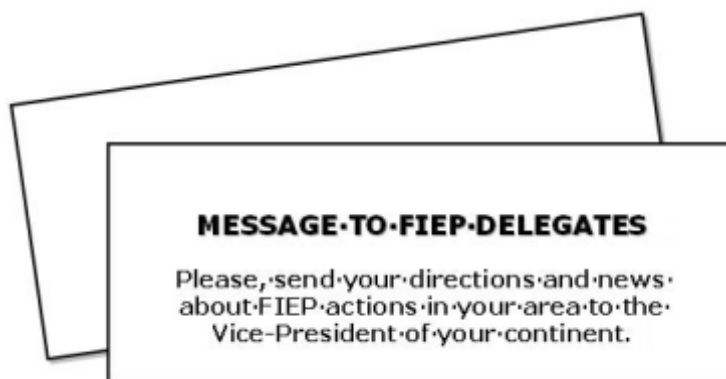 MESSAGE·TO·FIEP·DELEGATES
Please,·send·your·directions·and·news·
about·FIEP·actions·in·your·area·to·the·
Vice-President·of·your·continent.